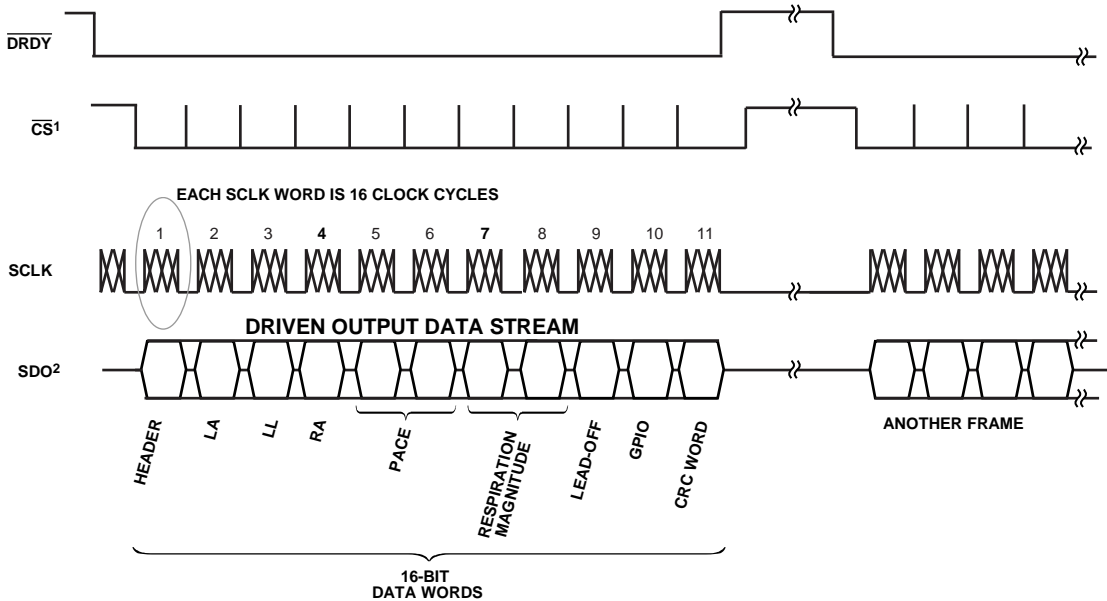 DRDY
CS1
EACH SCLK WORD IS 16 CLOCK CYCLES
1 2 3 4 5 6 7 8 9 10 11
SCLK
DRIVEN OUTPUT DATA STREAM
SDO2
HEADER
LA
LL
RA
PACE
RESPIRATION
MAGNITUDE
LEAD-OFF
GPIO
CRC WORD
ANOTHER FRAME
16-BIT
DATA WORDS